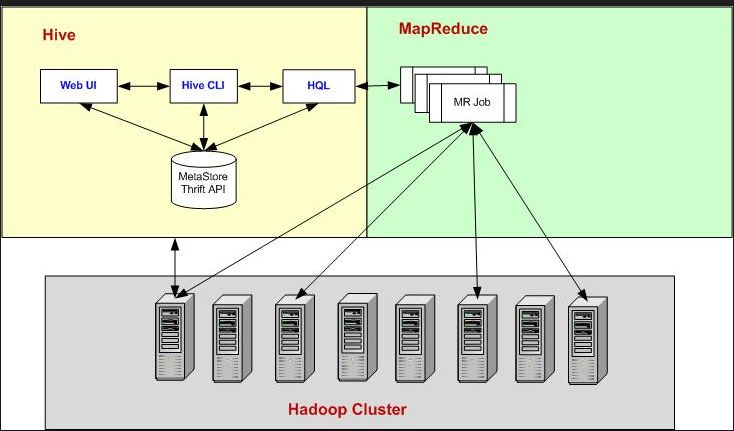 Hive
MapReduce
Web UI
Hive CLI
HQL
MR Job
MetaStore
Thrift API
Hadoop Cluster